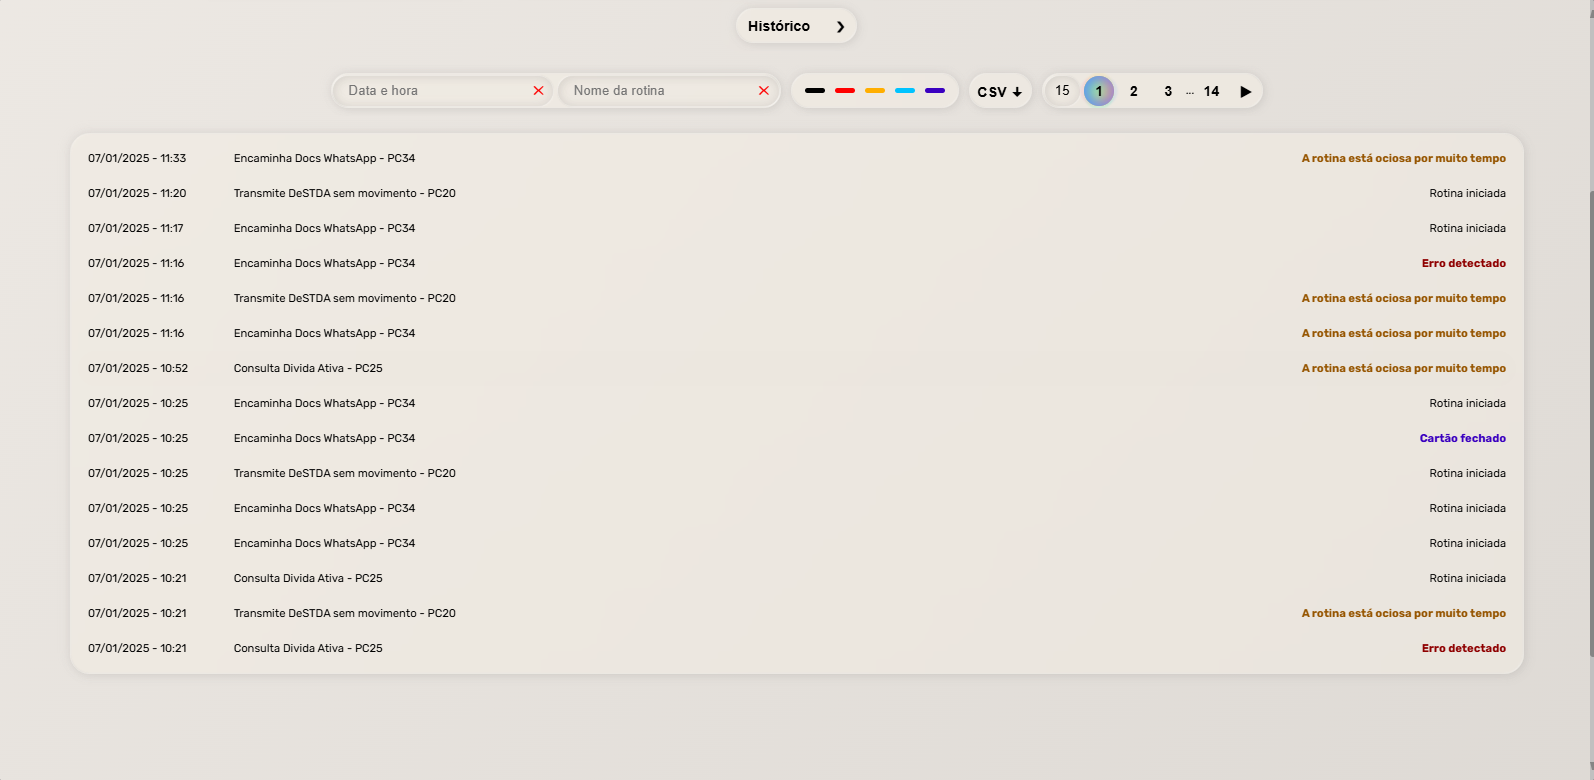 Histórico ❯
Data e hora ✕ Nome da rotina ✕ CSV ↓ 15 1 2 3 ... 14 ▶
07/01/2025 - 11:33 Encaminha Docs WhatsApp - PC34 A rotina está ociosa por muito tempo
07/01/2025 - 11:20 Transmite DeSTDA sem movimento - PC20 Rotina iniciada
07/01/2025 - 11:17 Encaminha Docs WhatsApp - PC34 Rotina iniciada
07/01/2025 - 11:16 Encaminha Docs WhatsApp - PC34 Erro detectado
07/01/2025 - 11:16 Transmite DeSTDA sem movimento - PC20 A rotina está ociosa por muito tempo
07/01/2025 - 11:16 Encaminha Docs WhatsApp - PC34 A rotina está ociosa por muito tempo
07/01/2025 - 10:52 Consulta Divida Ativa - PC25 A rotina está ociosa por muito tempo
07/01/2025 - 10:25 Encaminha Docs WhatsApp - PC34 Rotina iniciada
07/01/2025 - 10:25 Encaminha Docs WhatsApp - PC34 Cartão fechado
07/01/2025 - 10:25 Transmite DeSTDA sem movimento - PC20 Rotina iniciada
07/01/2025 - 10:25 Encaminha Docs WhatsApp - PC34 Rotina iniciada
07/01/2025 - 10:25 Encaminha Docs WhatsApp - PC34 Rotina iniciada
07/01/2025 - 10:21 Consulta Divida Ativa - PC25 Rotina iniciada
07/01/2025 - 10:21 Transmite DeSTDA sem movimento - PC20 A rotina está ociosa por muito tempo
07/01/2025 - 10:21 Consulta Divida Ativa - PC25 Erro detectado